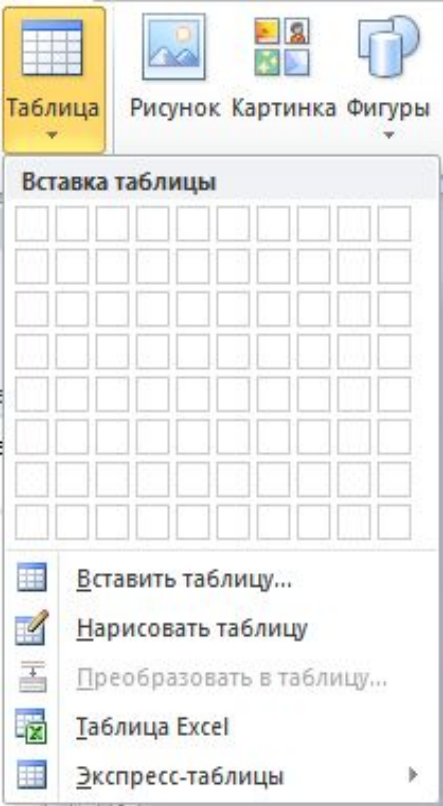 Таблица Рисунок Картинка Фигуры
Вставка таблицы
Вставить таблицу...
Нарисовать таблицу
Преобразовать в таблицу...
Таблица Excel
Экспресс-таблицы